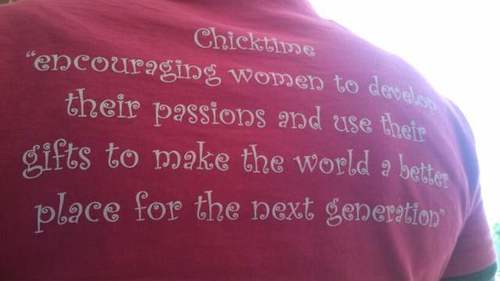 Chicktime
"encouraging women to develop
their passions and use their
gifts to make the world a better
place for the next generation"